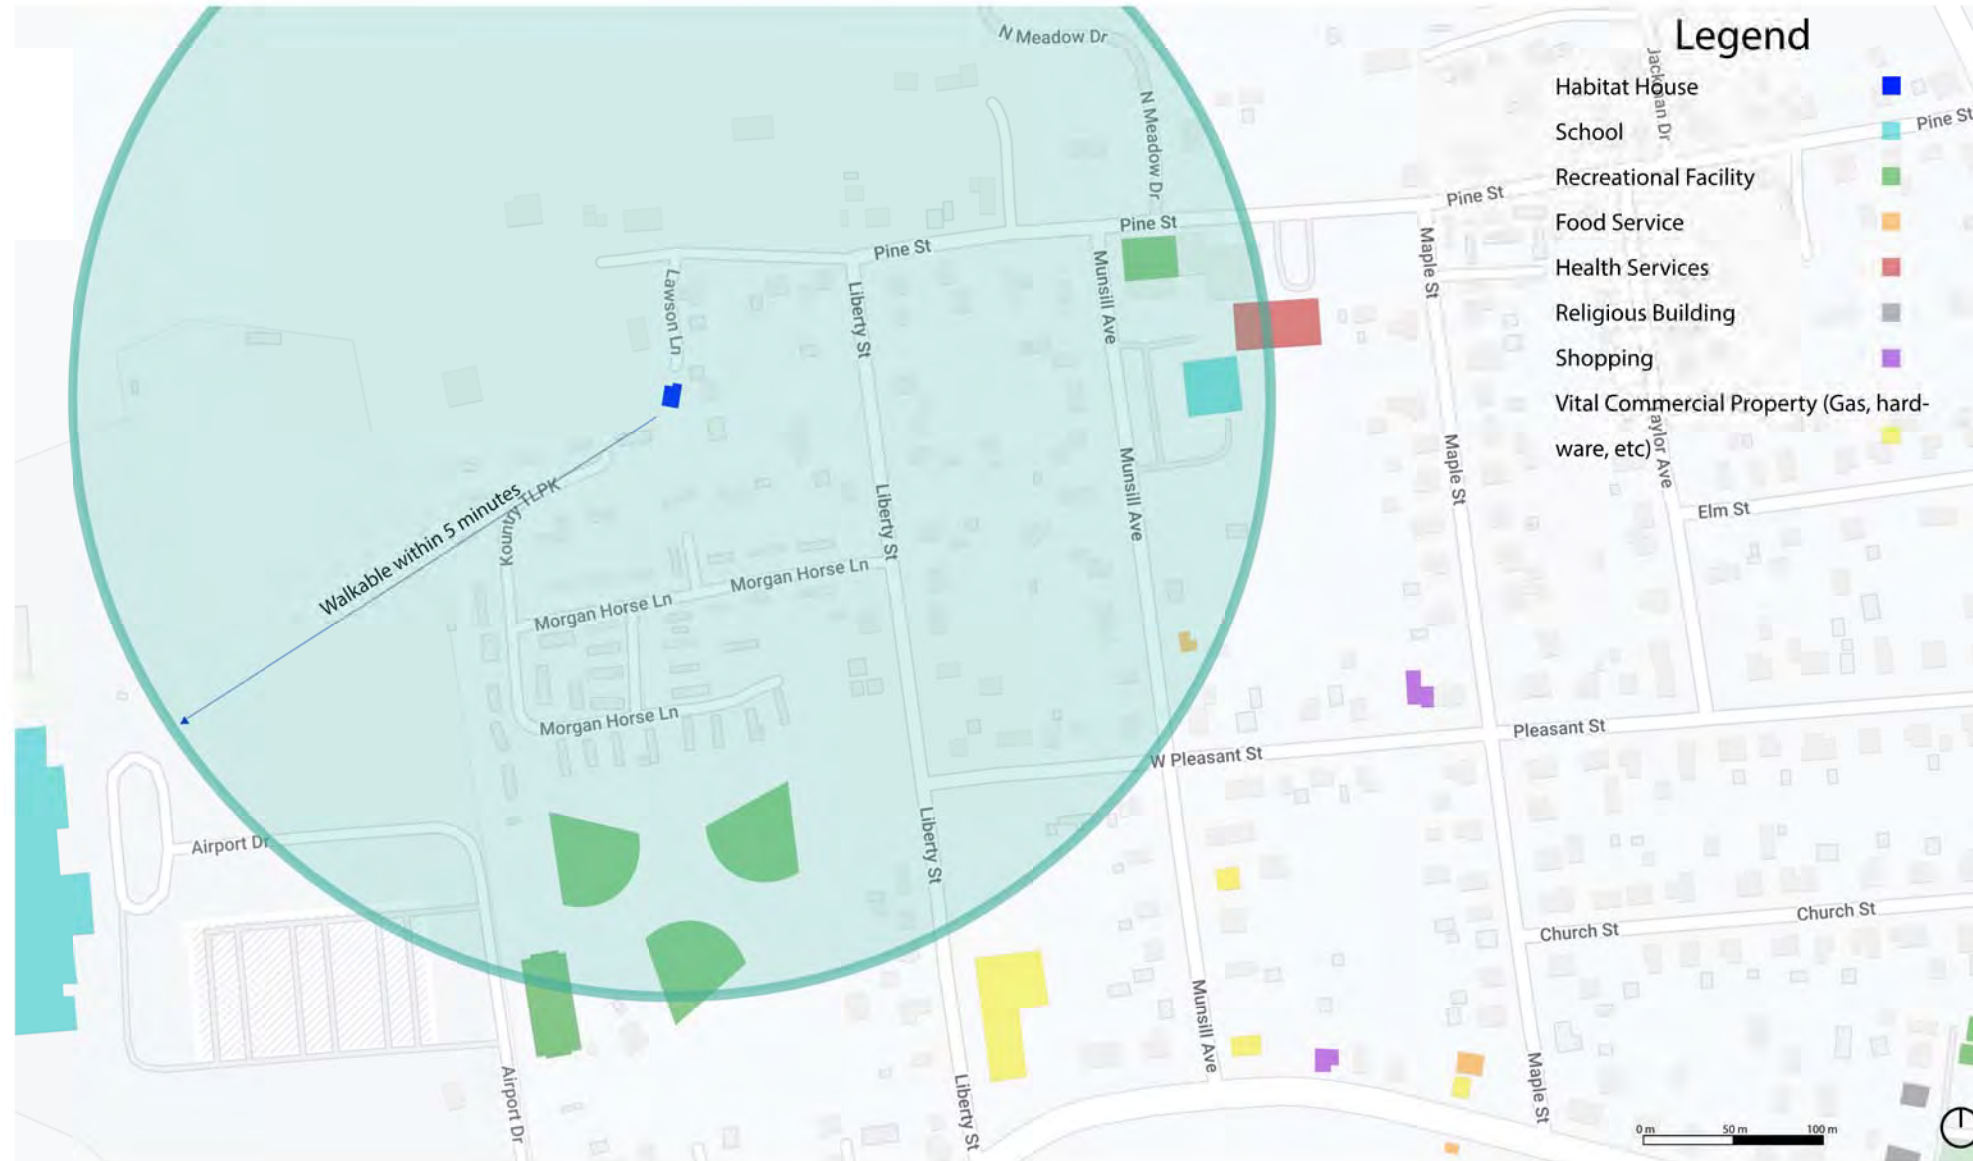 N Meadow Dr
Legend
Habitat House
School
Recreational Facility
Food Service
Health Services
Religious Building
Shopping
Vital Commercial Property (Gas, hard-
ware, etc)
Jackman Dr
Pine St
N Meadow Dr
Pine St
Pine St
Pine St
Maple St
Munsill Ave
Lawson Ln
Liberty St
Taylor Ave
Maple St
Munsill Ave
Liberty St
Elm St
Walkable within 5 minutes
Kountry TLPK
Morgan Horse Ln
Morgan Horse Ln
Morgan Horse Ln
Pleasant St
W Pleasant St
Airport Dr
Liberty St
Church St
Church St
Munsill Ave
Airport Dr
Liberty St
Maple St
0 m 50 m 100 m